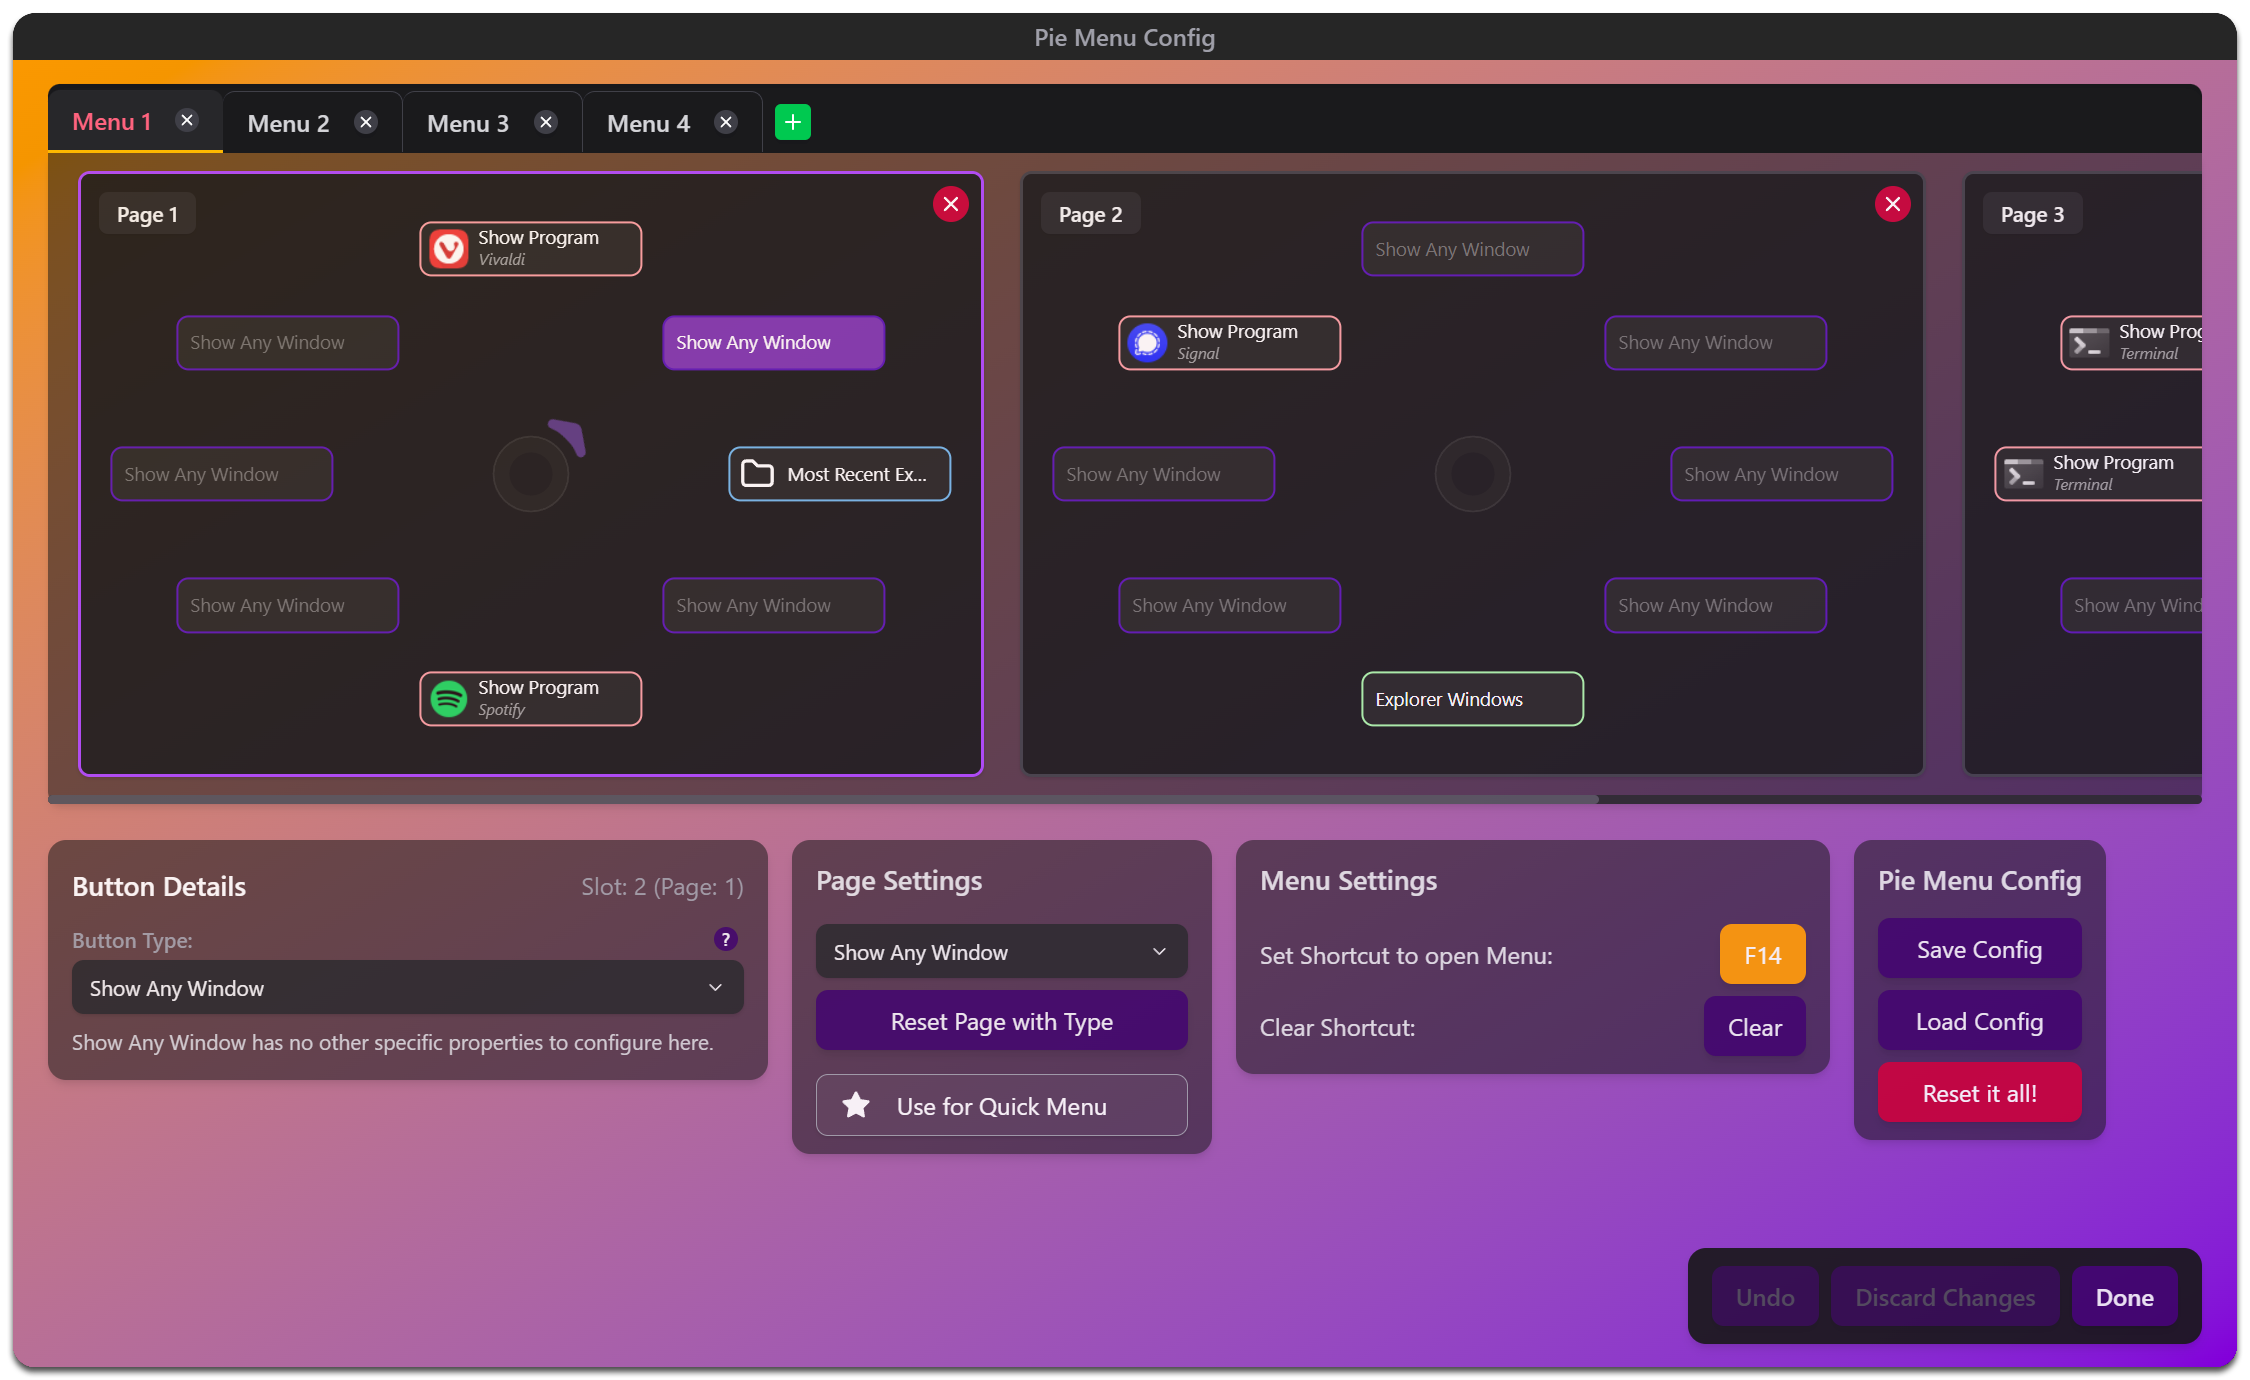 Pie Menu Config
Menu 1
Menu 2
Menu 3
Menu 4
Page 1
Show Program
Vivaldi
Show Any Window
Show Any Window
Show Any Window
Most Recent Ex...
Show Any Window
Show Any Window
Show Program
Spotify
Page 2
Show Any Window
Show Program
Signal
Show Any Window
Show Any Window
Show Any Window
Show Any Window
Show Any Window
Explorer Windows
Page 3
Show Prog
Terminal
Show Program
Terminal
Show Any Wind
Button Details
Slot: 2 (Page: 1)
Button Type:
?
Show Any Window
Show Any Window has no other specific properties to configure here.
Page Settings
Show Any Window
Reset Page with Type
Use for Quick Menu
Menu Settings
Set Shortcut to open Menu:
F14
Clear Shortcut:
Clear
Pie Menu Config
Save Config
Load Config
Reset it all!
Undo
Discard Changes
Done